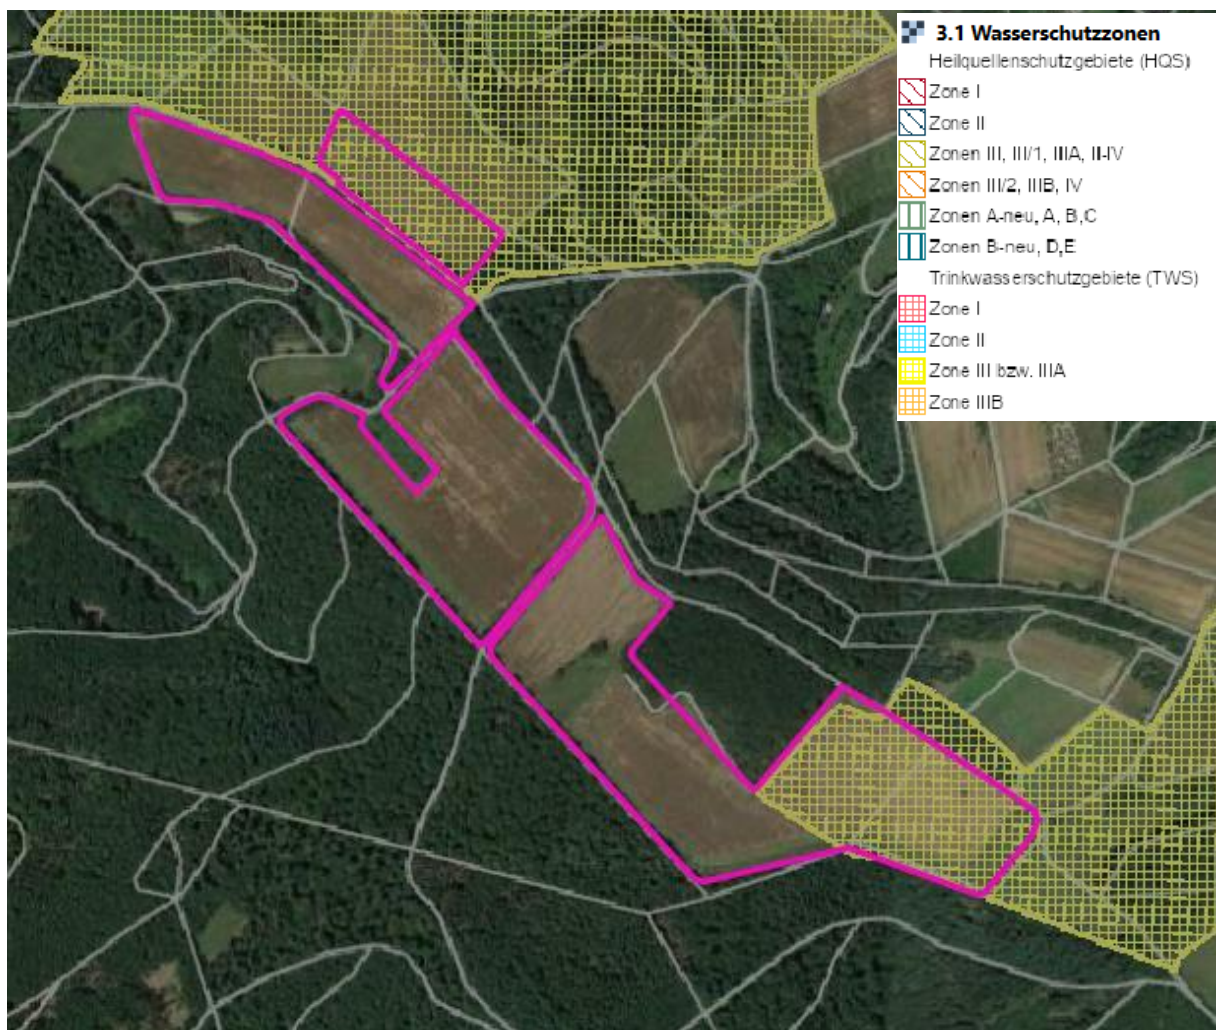 3.1 Wasserschutzzonen
Heilquellenschutzgebiete (HQS)
Zone I
Zone II
Zonen III, III/1, IIIA, II-IV
Zonen III/2, IIIB, IV
Zonen A-neu, A, B,C
Zonen B-neu, D,E
Trinkwasserschutzgebiete (TWS)
Zone I
Zone II
Zone III bzw. IIIA
Zone IIIB